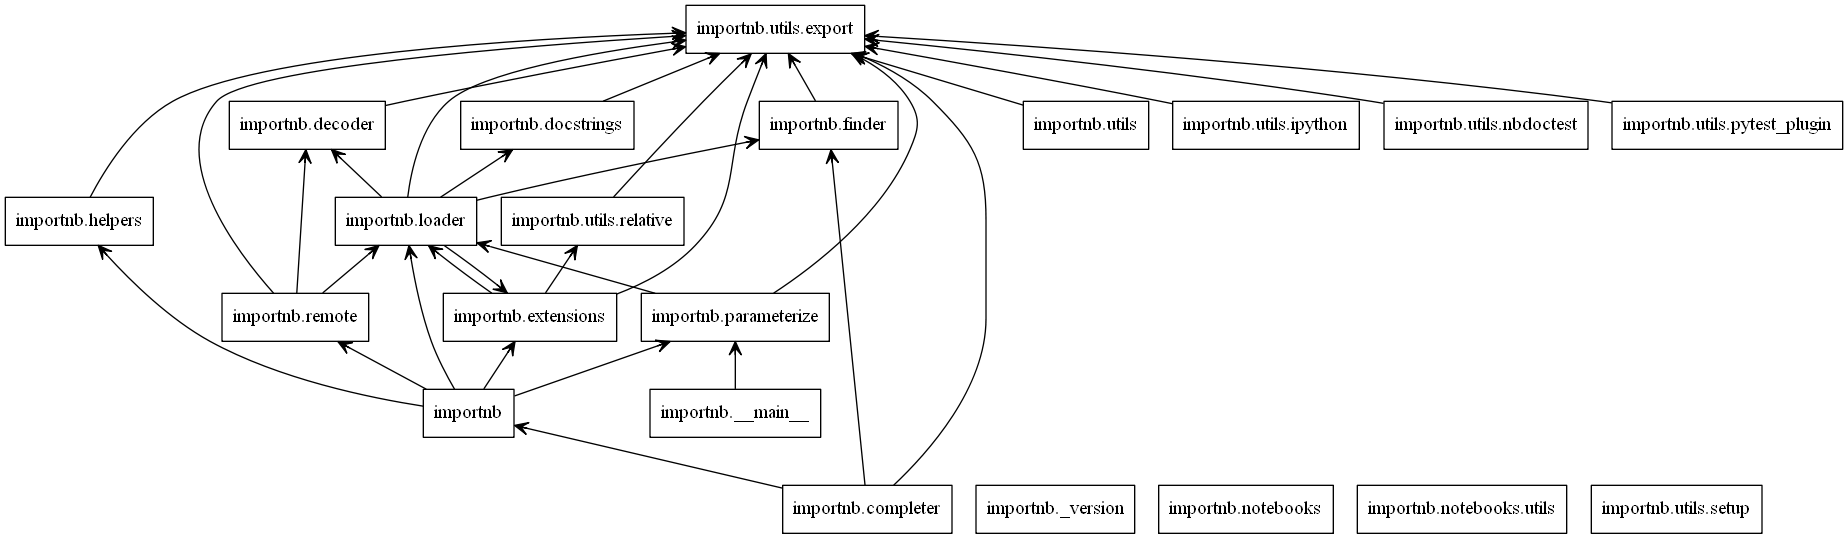 importnb.utils.export
importnb.decoder
importnb.docstrings
importnb.finder
importnb.utils
importnb.utils.ipython
importnb.utils.nbdoctest
importnb.utils.pytest_plugin
importnb.helpers
importnb.loader
importnb.utils.relative
importnb.remote
importnb.extensions
importnb.parameterize
importnb
importnb.__main__
importnb.completer
importnb._version
importnb.notebooks
importnb.notebooks.utils
importnb.utils.setup